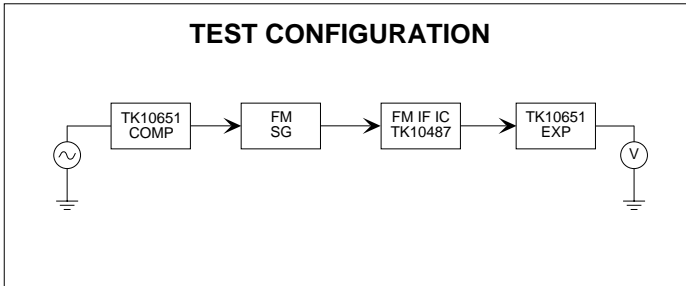 TEST CONFIGURATION
TK10651
COMP
FM
SG
FM IF IC
TK10487
TK10651
EXP
V